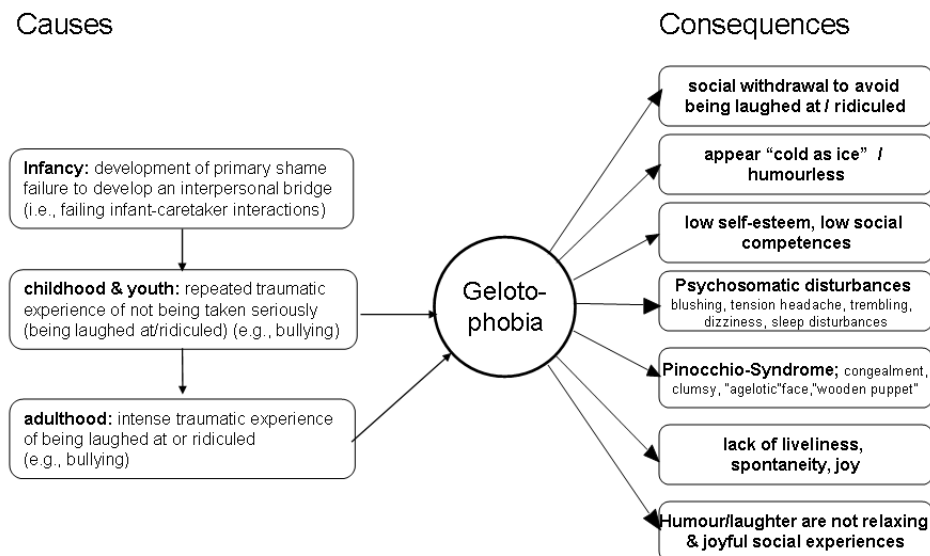 Causes
Consequences
Infancy: development of primary shame
failure to develop an interpersonal bridge
(i.e., failing infant-caretaker interactions)
childhood & youth: repeated traumatic
experience of not being taken seriously
(being laughed at/ridiculed) (e.g., bullying)
adulthood: intense traumatic experience
of being laughed at or ridiculed
(e.g., bullying)
Geloto-
phobia
social withdrawal to avoid
being laughed at / ridiculed
appear “cold as ice” /
humourless
low self-esteem, low social
competences
Psychosomatic disturbances
blushing, tension headache, trembling,
dizziness, sleep disturbances
Pinocchio-Syndrome; congealment,
clumsy, "agelotic"face,"wooden puppet"
lack of liveliness,
spontaneity, joy
Humour/laughter are not relaxing
& joyful social experiences